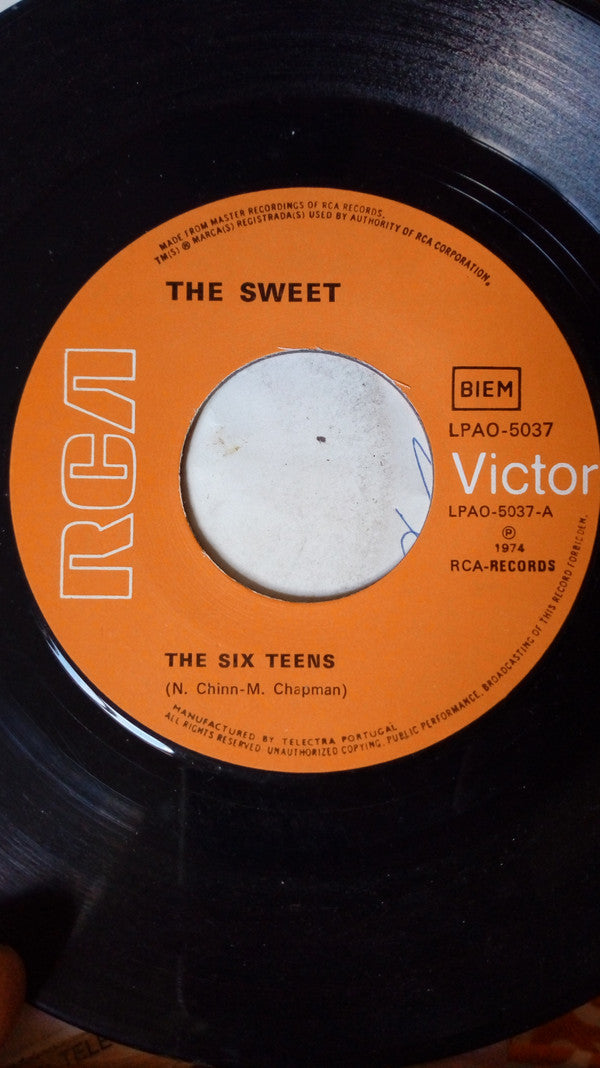 MADE FROM MASTER RECORDINGS OF RCA RECORDS.
TM(S) ® MARCA(S) REGISTRADA(S) USED BY AUTHORITY OF RCA CORPORATION.
THE SWEET
RCA
BIEM
LPAO-5037
Victor
LPAO-5037-A
℗
1974
RCA-RECORDS
THE SIX TEENS
(N. Chinn-M. Chapman)
MANUFACTURED BY TELECTRA PORTUGAL
ALL RIGHTS RESERVED. UNAUTHORIZED COPYING, PUBLIC PERFORMANCE, BROADCASTING OF THIS RECORD FORBIDDEN.